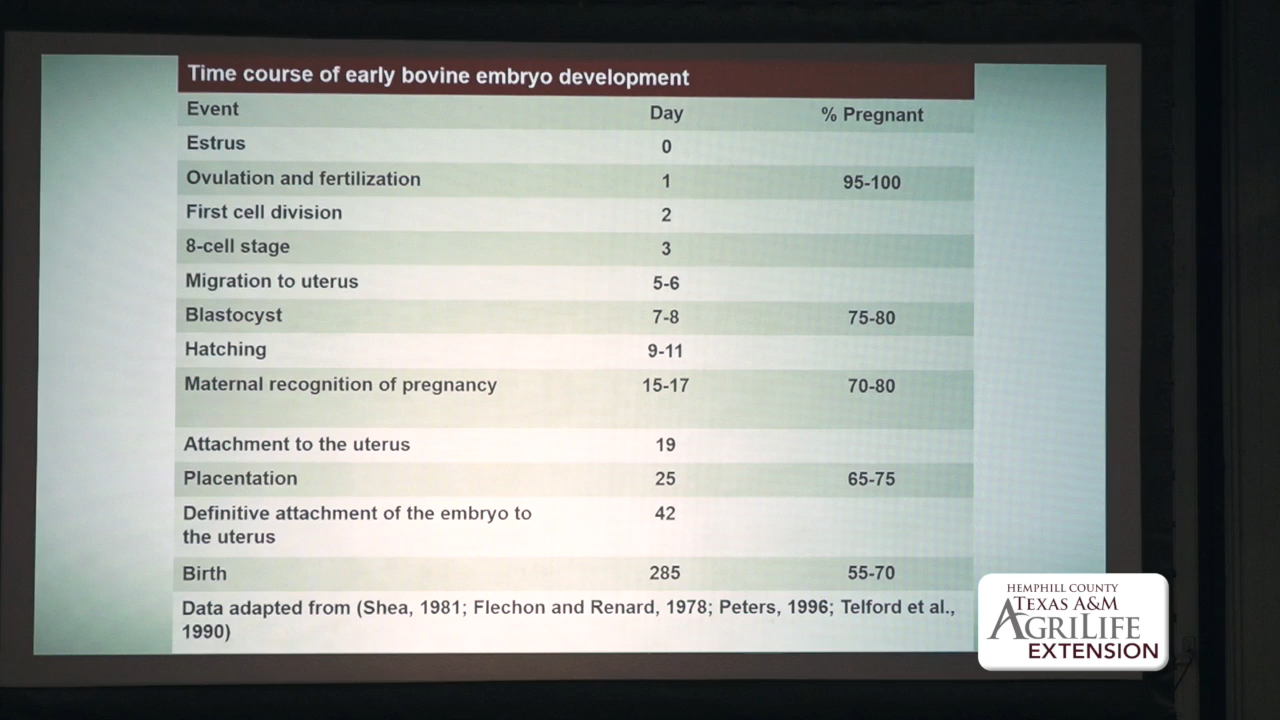 Time course of early bovine embryo development
Event Day % Pregnant
Estrus 0
Ovulation and fertilization 1 95-100
First cell division 2
8-cell stage 3
Migration to uterus 5-6
Blastocyst 7-8 75-80
Hatching 9-11
Maternal recognition of pregnancy 15-17 70-80
Attachment to the uterus 19
Placentation 25 65-75
Definitive attachment of the embryo to
the uterus 42
Birth 285 55-70
Data adapted from (Shea, 1981; Flechon and Renard, 1978; Peters, 1996; Telford et al.,
1990)
HEMPHILL COUNTY
TEXAS A&M
AGRILIFE
EXTENSION